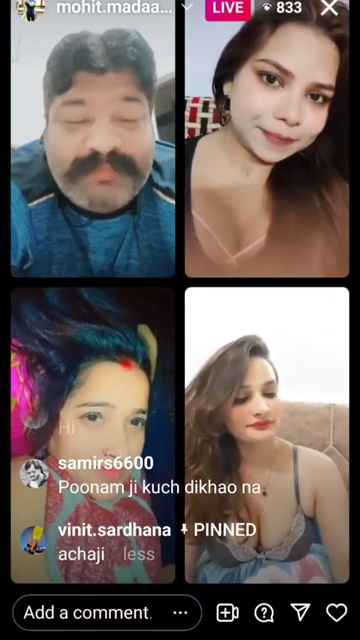 mohit.madaa...
LIVE
833
Hi
samirs6600
Poonam ji kuch dikhao na
vinit.sardhana PINNED
achaji less
Add a comment.